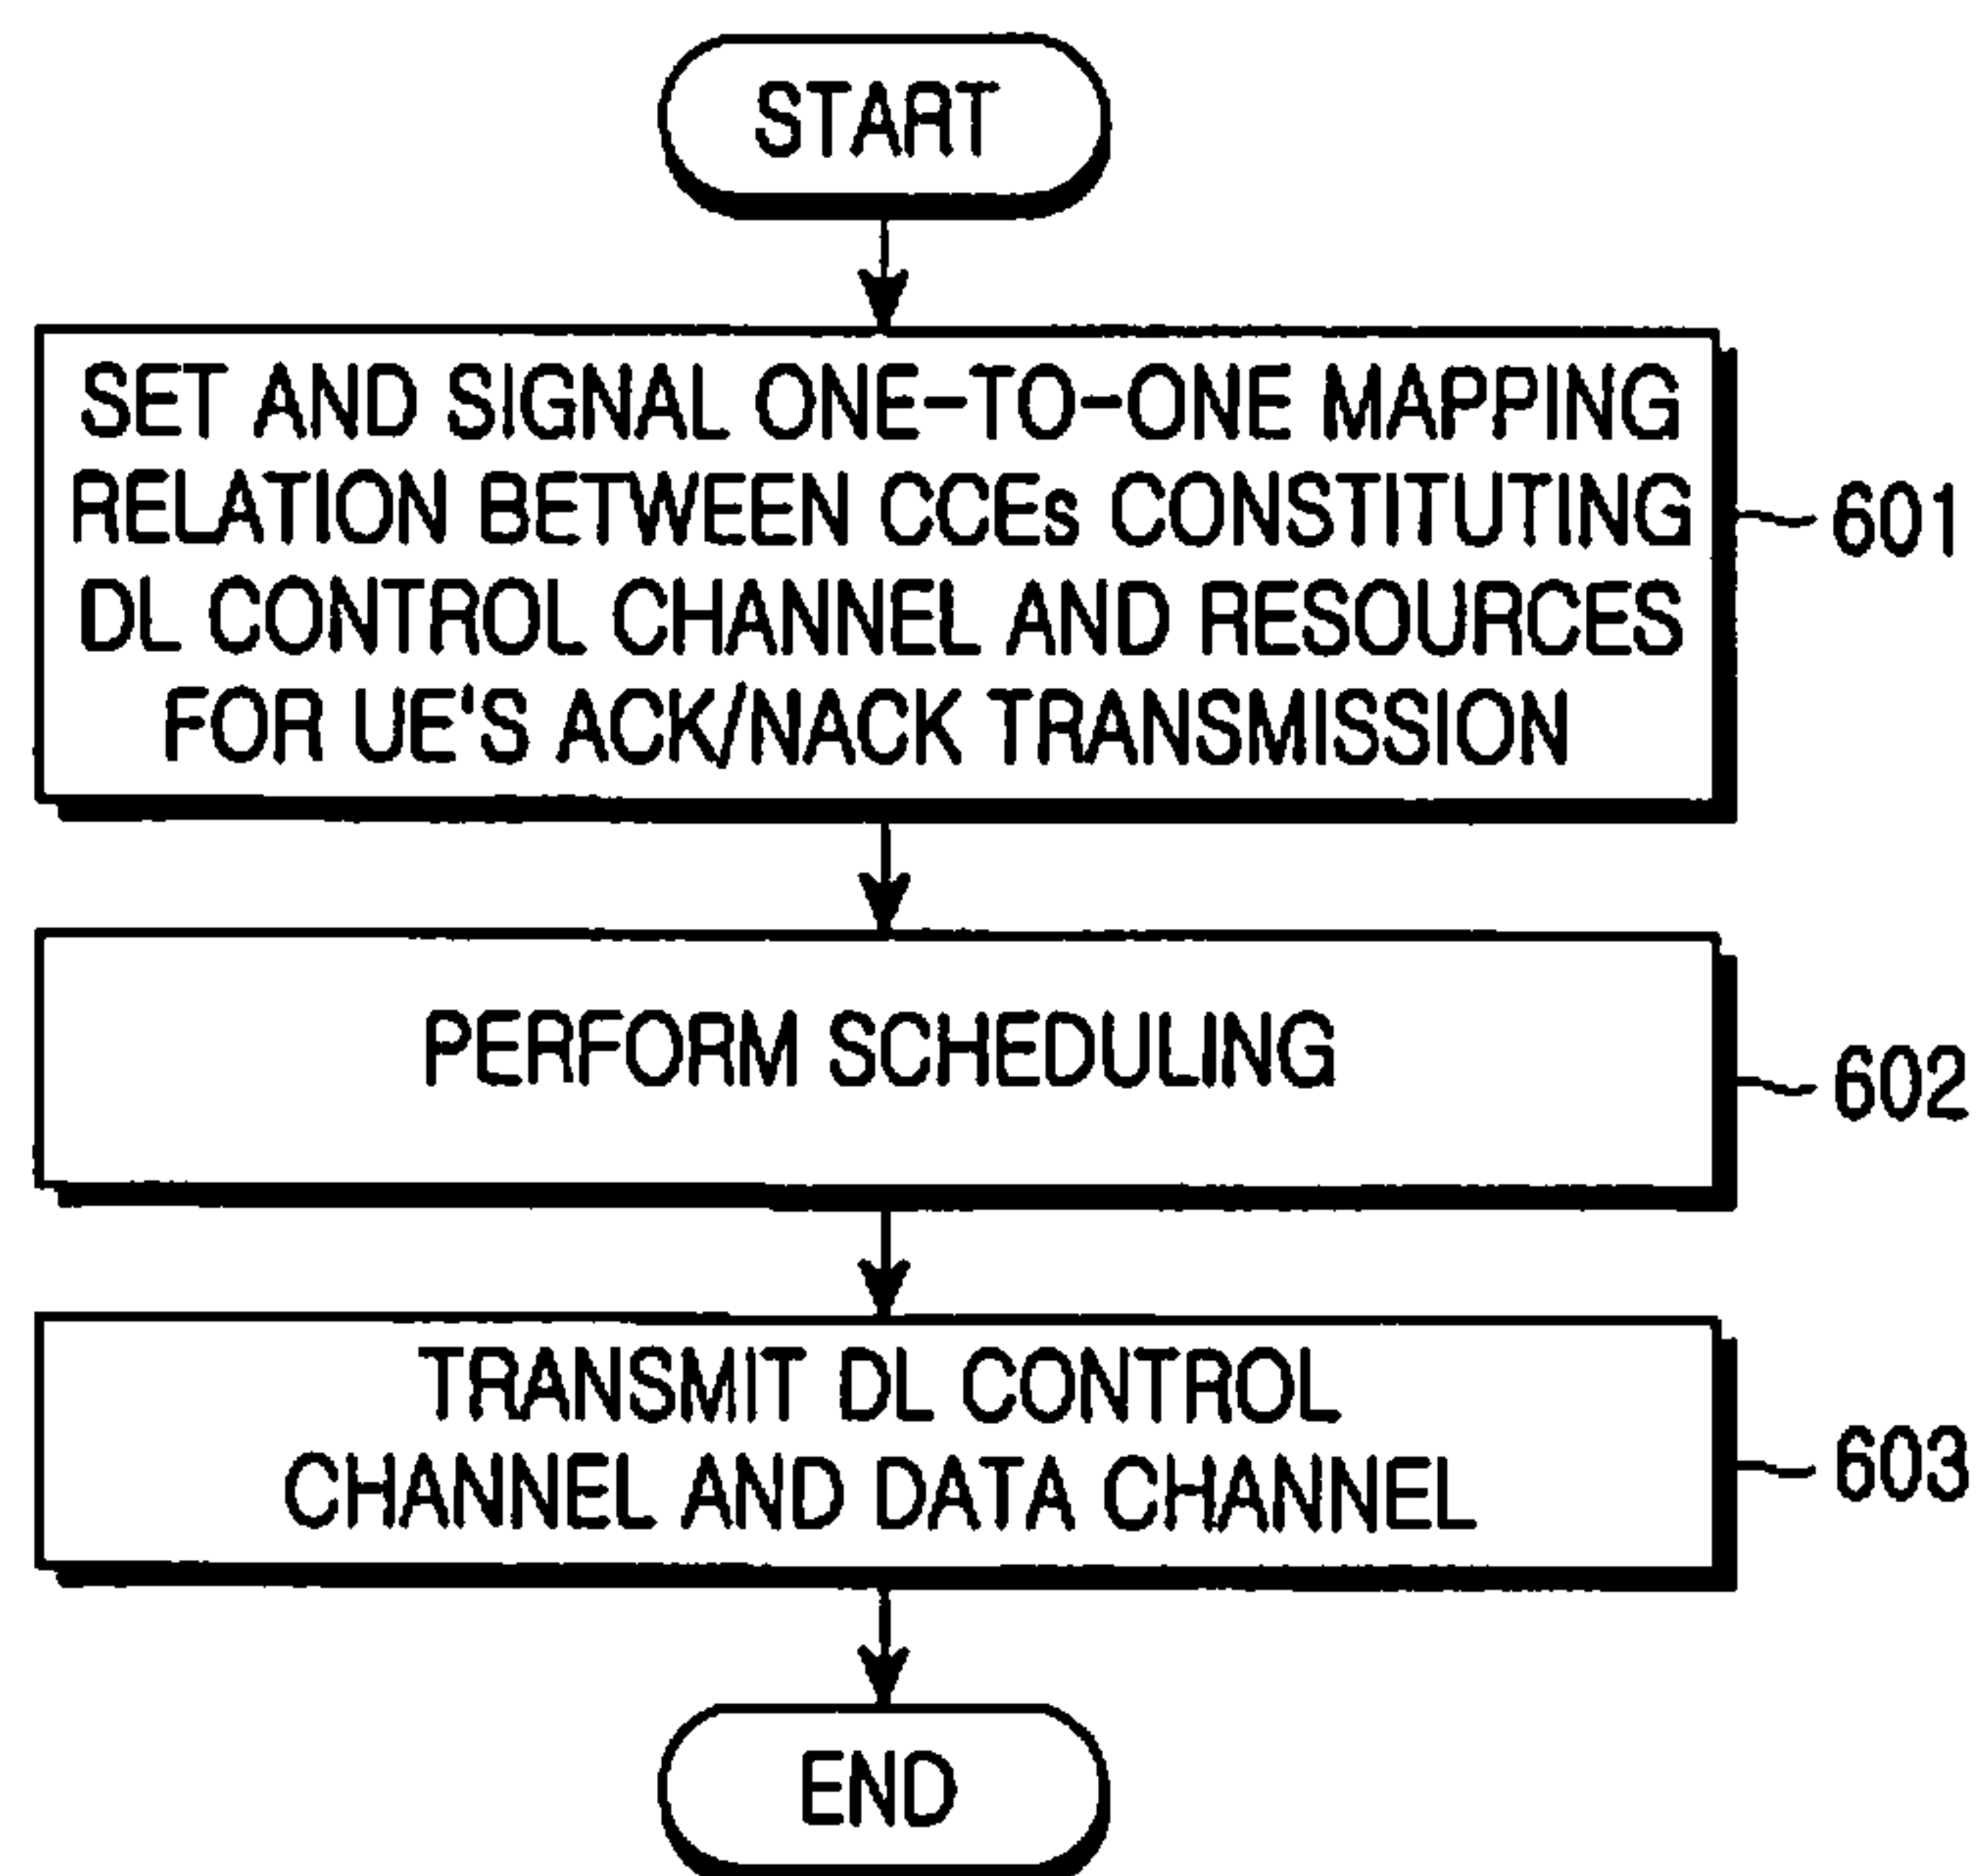 START
SET AND SIGNAL ONE-TO-ONE MAPPING
RELATION BETWEEN CCEs CONSTITUTING
DL CONTROL CHANNEL AND RESOURCES
FOR UE'S ACK/NACK TRANSMISSION
601
PERFORM SCHEDULING
602
TRANSMIT DL CONTROL
CHANNEL AND DATA CHANNEL
603
END